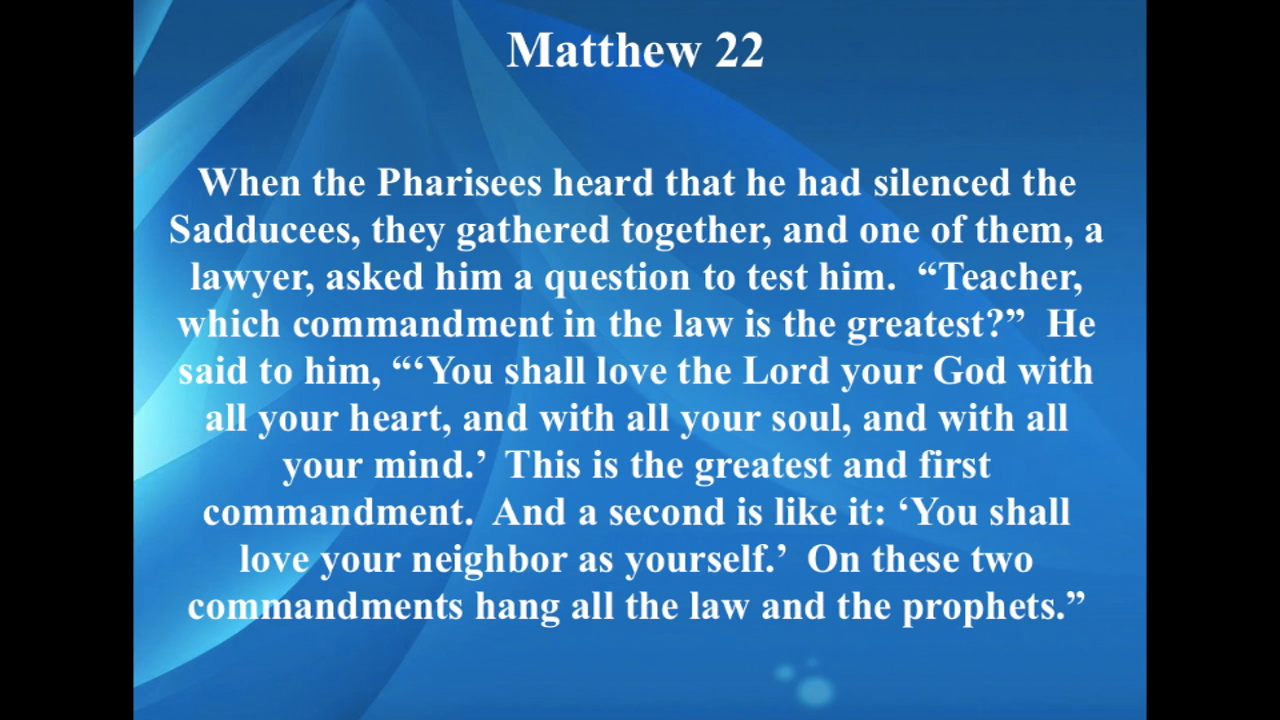 Matthew 22
When the Pharisees heard that he had silenced the
Sadducees, they gathered together, and one of them, a
lawyer, asked him a question to test him.  “Teacher,
which commandment in the law is the greatest?”  He
said to him, “‘You shall love the Lord your God with
all your heart, and with all your soul, and with all
your mind.’  This is the greatest and first
commandment.  And a second is like it: ‘You shall
love your neighbor as yourself.’  On these two
commandments hang all the law and the prophets.”